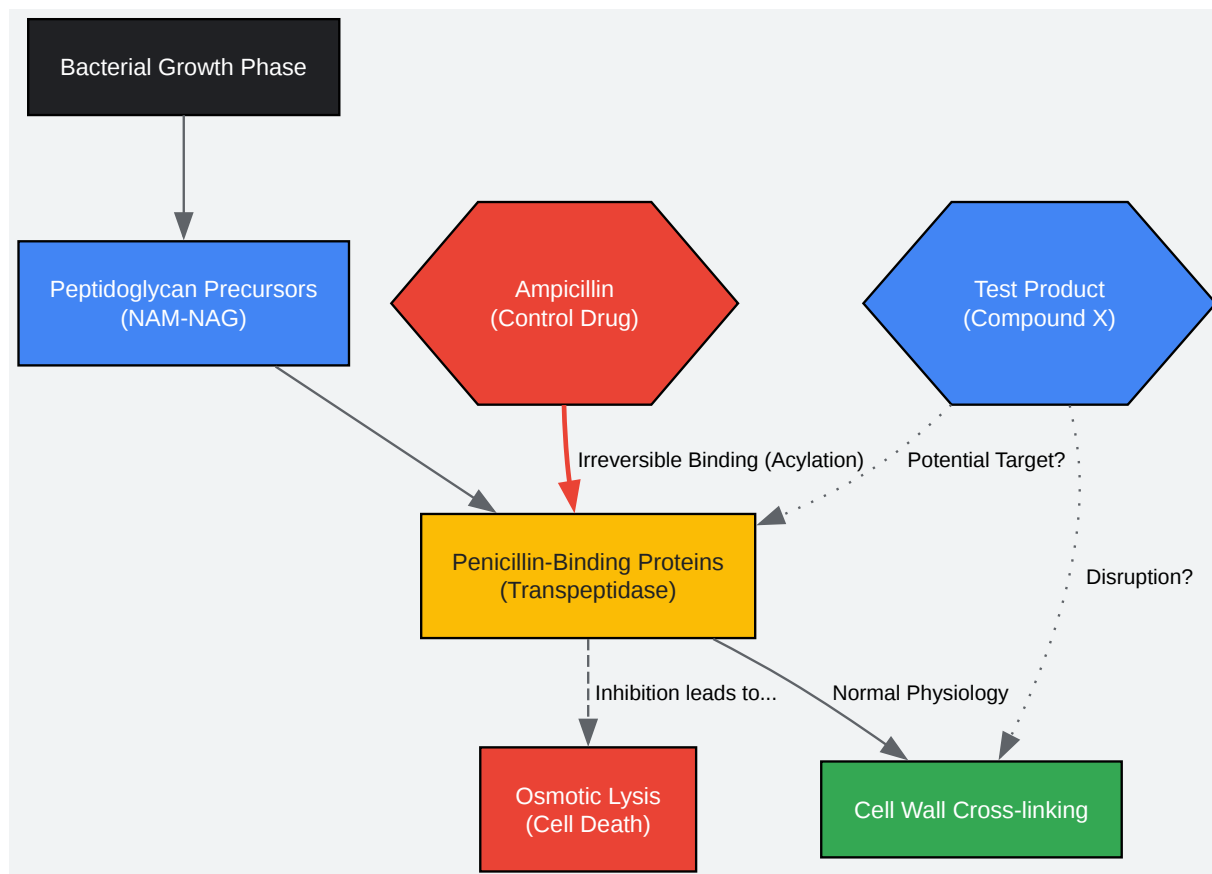 Bacterial Growth Phase
Peptidoglycan Precursors
(NAM-NAG)
Ampicillin
(Control Drug)
Test Product
(Compound X)
Irreversible Binding (Acylation)
Potential Target?
Penicillin-Binding Proteins
(Transpeptidase)
Disruption?
Inhibition leads to...
Normal Physiology
Osmotic Lysis
(Cell Death)
Cell Wall Cross-linking